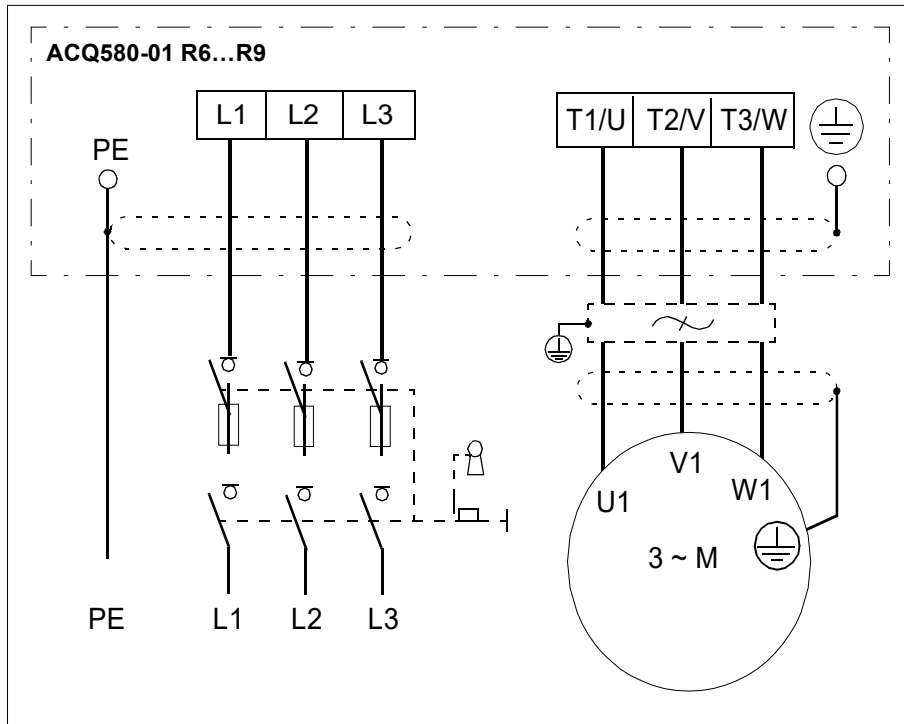 ACQ580-01 R6…R9
L1 L2 L3
T1/U T2/V T3/W
PE
V1
U1 W1
3 ~ M
PE L1 L2 L3